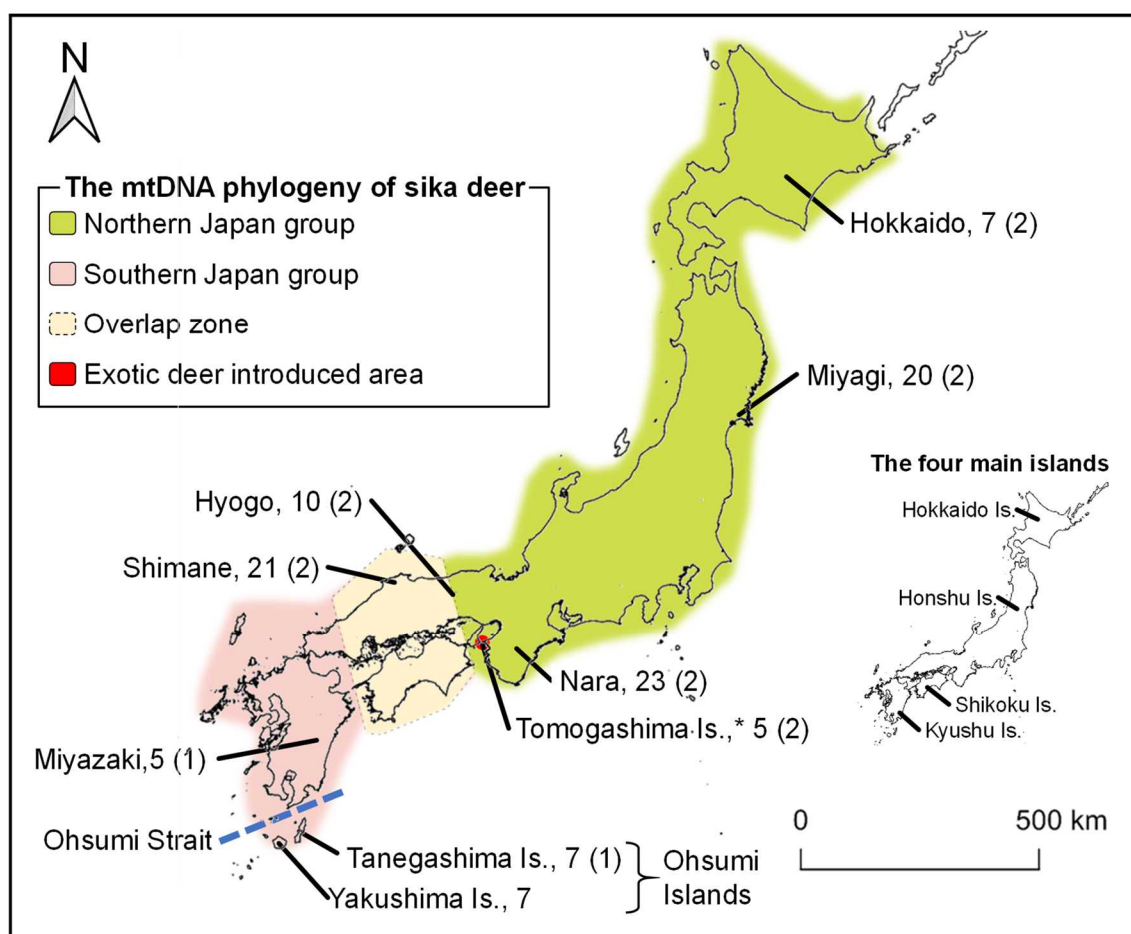 N
The mtDNA phylogeny of sika deer
Northern Japan group
Southern Japan group
Overlap zone
Exotic deer introduced area
Hokkaido, 7 (2)
Miyagi, 20 (2)
The four main islands
Hokkaido Is.
Honshu Is.
Shikoku Is.
Kyushu Is.
Hyogo, 10 (2)
Shimane, 21 (2)
Nara, 23 (2)
Tomogashima Is.,* 5 (2)
Miyazaki,5 (1)
Ohsumi Strait
Tanegashima Is., 7 (1)
Yakushima Is., 7
Ohsumi
Islands
0
500 km